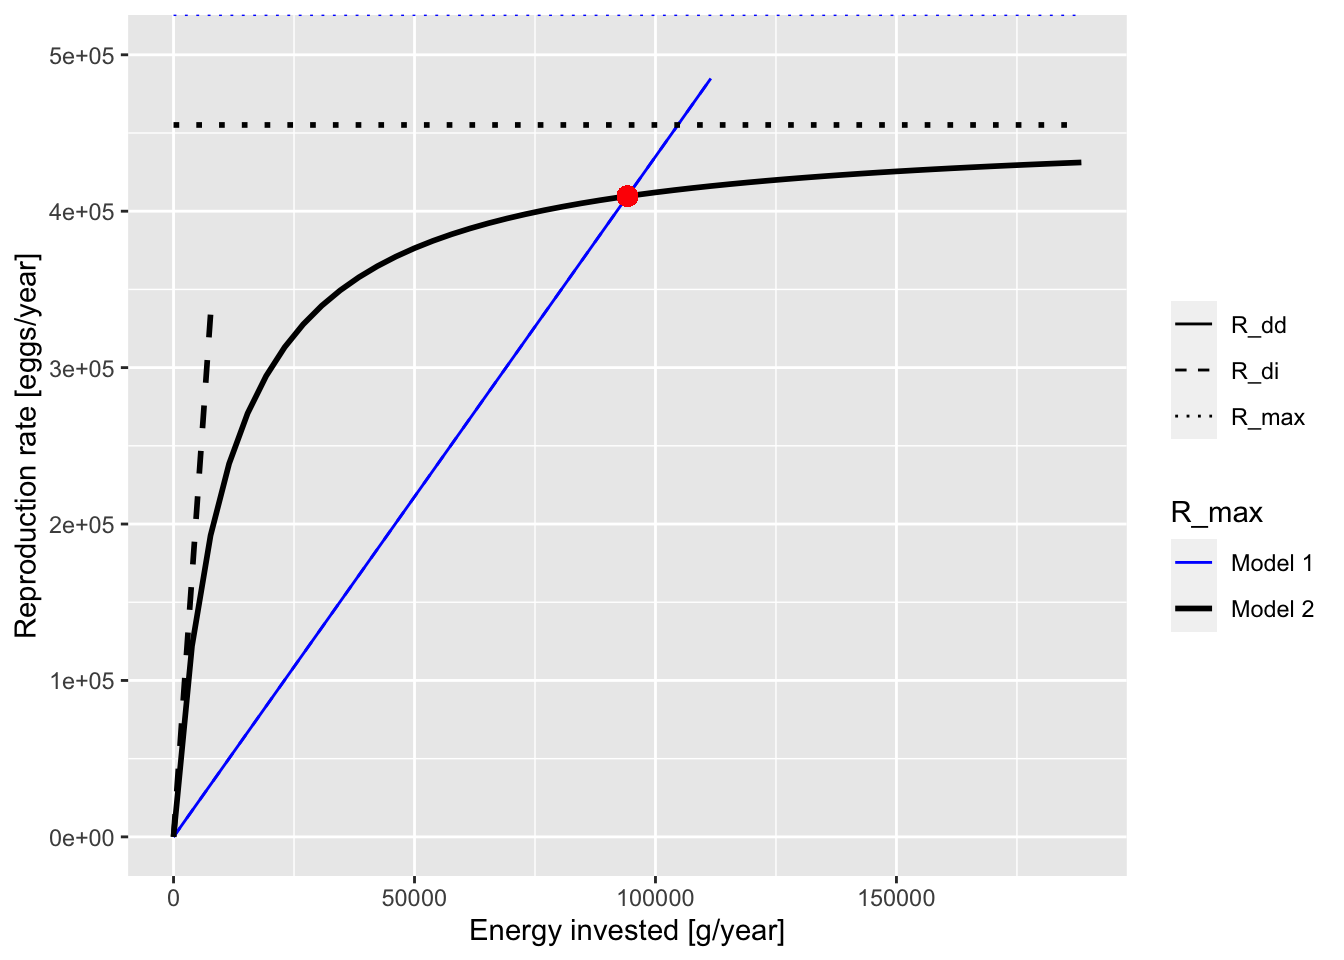 5e+05
4e+05
3e+05
2e+05
1e+05
0e+00
Reproduction rate [eggs/year]
0 50000 100000 150000
Energy invested [g/year]
R_dd
R_di
R_max
R_max
Model 1
Model 2